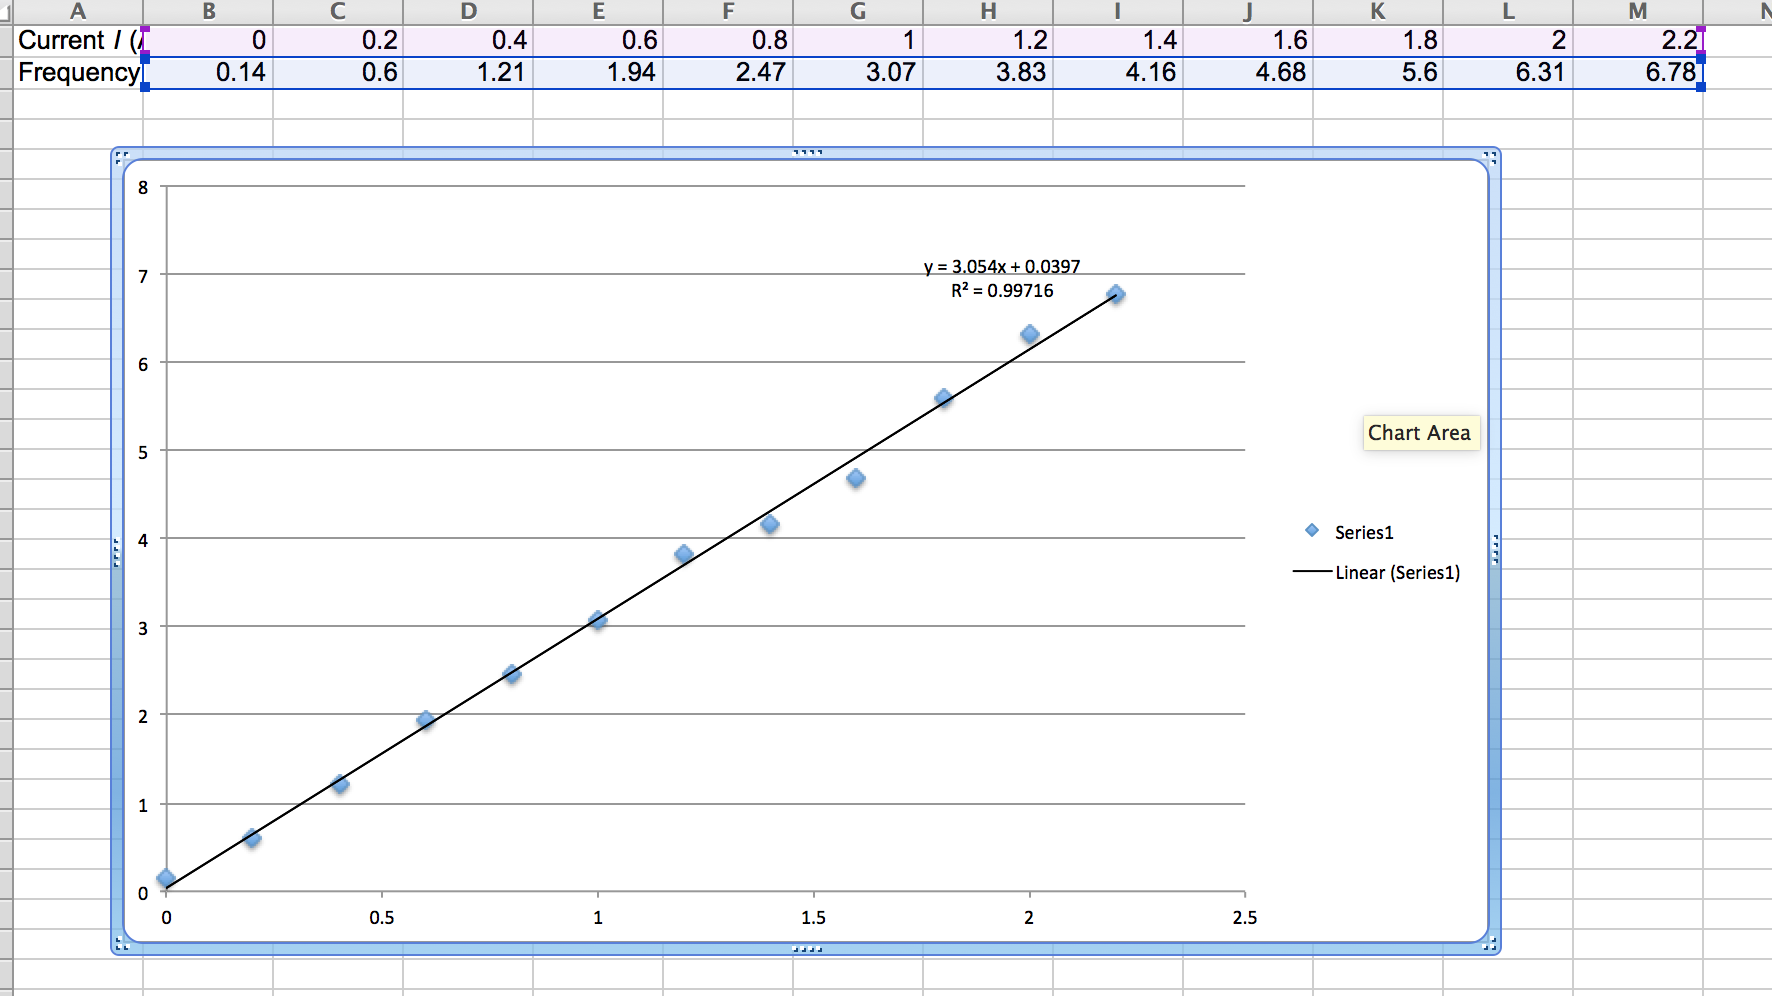 A B C D E F G H I J K L M N
Current I (A 0 0.2 0.4 0.6 0.8 1 1.2 1.4 1.6 1.8 2 2.2
Frequency 0.14 0.6 1.21 1.94 2.47 3.07 3.83 4.16 4.68 5.6 6.31 6.78
8
7
6
5
4
3
2
1
0
y = 3.054x + 0.0397
R² = 0.99716
Chart Area
Series1
Linear (Series1)
0 0.5 1 1.5 2 2.5